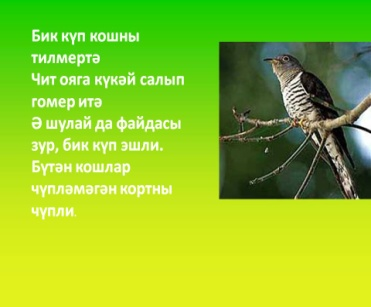 Бик күп кошны
тилмертә
Чит ояга күкәй салып
гомер итә
Ә шулай да файдасы
зур, бик күп эшли.
Бүтән кошлар
чүпләмәгән кортны
чүпли.